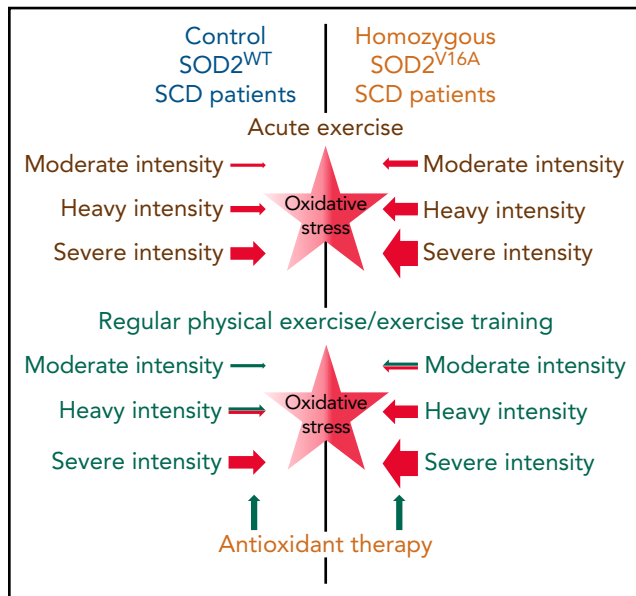 Control
SOD2WT
SCD patients
Homozygous
SOD2V16A
SCD patients
Acute exercise
Moderate intensity
Heavy intensity
Severe intensity
Oxidative
stress
Moderate intensity
Heavy intensity
Severe intensity
Regular physical exercise/exercise training
Moderate intensity
Heavy intensity
Severe intensity
Oxidative
stress
Moderate intensity
Heavy intensity
Severe intensity
Antioxidant therapy